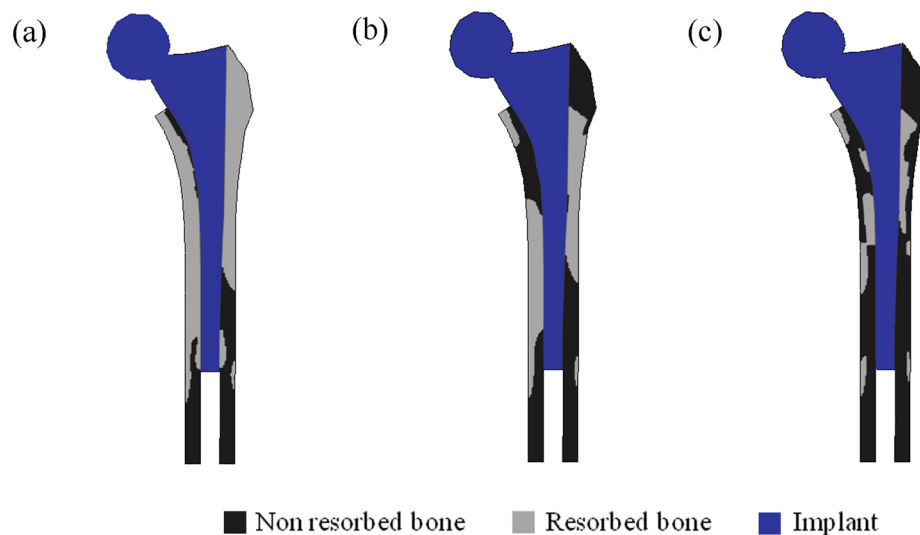 (a)
(b)
(c)
Non resorbed bone
Resorbed bone
Implant